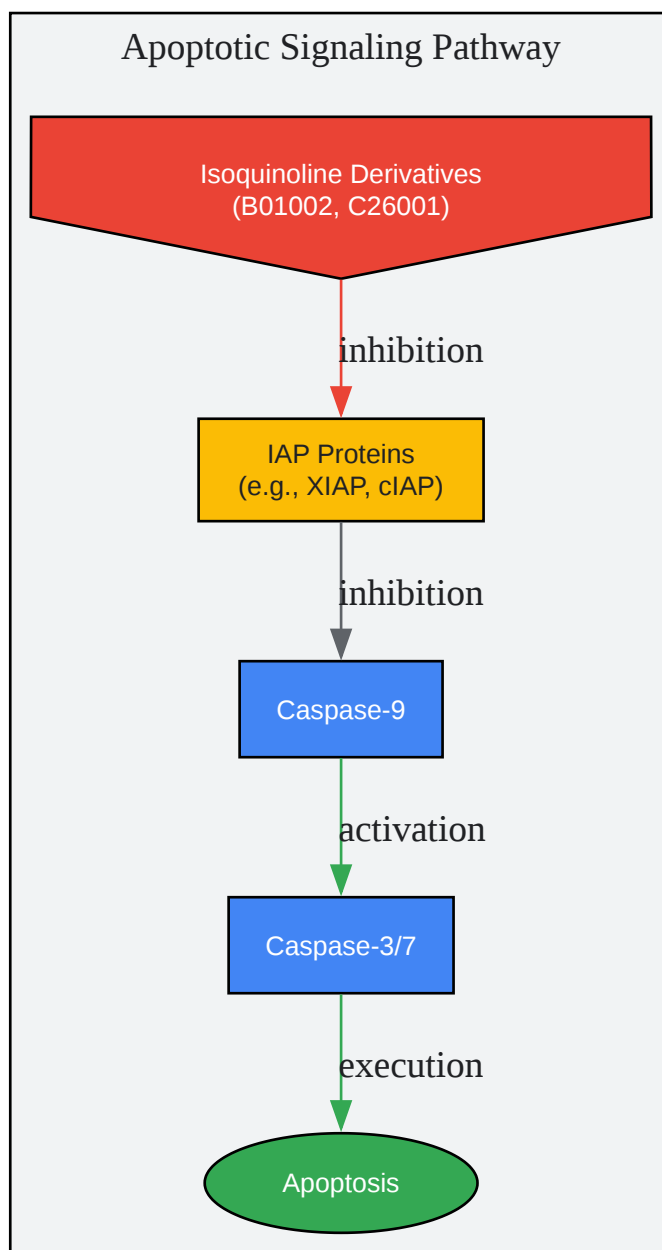 Apoptotic Signaling Pathway
Isoquinoline Derivatives
(B01002, C26001)
inhibition
IAP Proteins
(e.g., XIAP, cIAP)
inhibition
Caspase-9
activation
Caspase-3/7
execution
Apoptosis